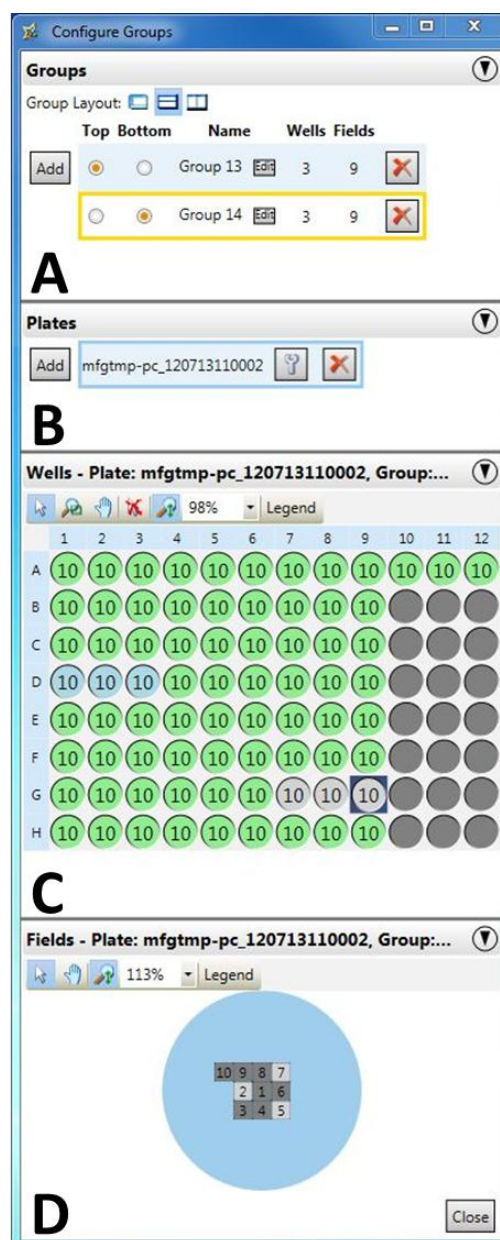 Configure Groups
Groups
Group Layout:
Top Bottom Name Wells Fields
Add Group 13 Edit 3 9
Group 14 Edit 3 9
A
Plates
Add mfgtmp-pc_120713110002
B
Wells - Plate: mfgtmp-pc_120713110002, Group:...
98% Legend
1 2 3 4 5 6 7 8 9 10 11 12
A 10 10 10 10 10 10 10 10 10 10 10 10
B 10 10 10 10 10 10 10 10 10
C 10 10 10 10 10 10 10 10 10
D 10 10 10 10 10 10 10 10 10
E 10 10 10 10 10 10 10 10 10
F 10 10 10 10 10 10 10 10 10
G 10 10 10 10 10 10 10 10 10
H 10 10 10 10 10 10 10 10 10
C
Fields - Plate: mfgtmp-pc_120713110002, Group:...
113% Legend
10 9 8 7
2 1 6
3 4 5
D
Close